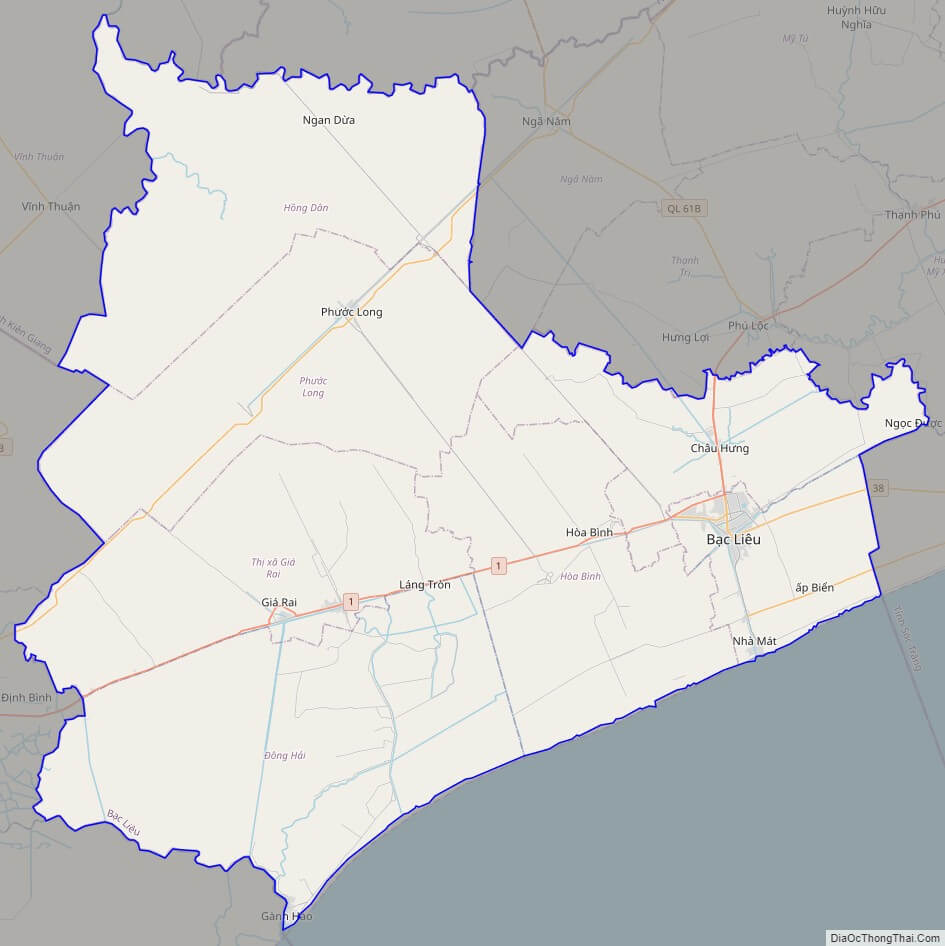 Huỳnh Hữu
Nghĩa
Mỹ Tú
Ngan Dừa
Ngã Năm
Vĩnh Thuận
Vĩnh Thuận
Ngã Năm
Hồng Dân
QL 61B
Thạnh Phú
Thạnh
Trị
Phước Long
Phú Lộc
Hưng Lợi
h Kiên Giang
Phước
Long
Ngọc Được
Châu Hưng
38
Hòa Bình
Bạc Liêu
Thị xã Giá
Rai
1
Hòa Bình
Láng Tròn
ấp Biển
Giá Rai
1
Nhà Mát
Tỉnh Sóc Trăng
Định Bình
Đông Hải
Bạc Liêu
Gành Hào
DiaOcThongThai.Com